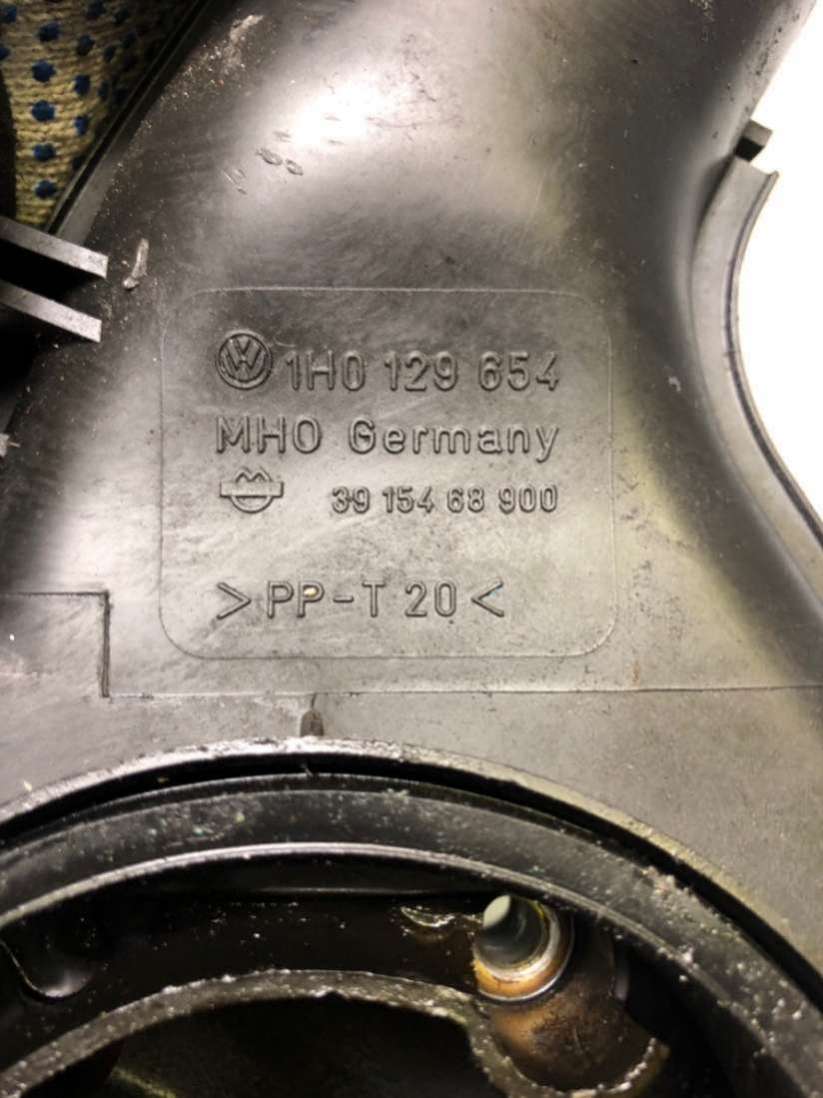 1H0 129 654
MHO Germany
39 154 68 900
>PP-T 20<